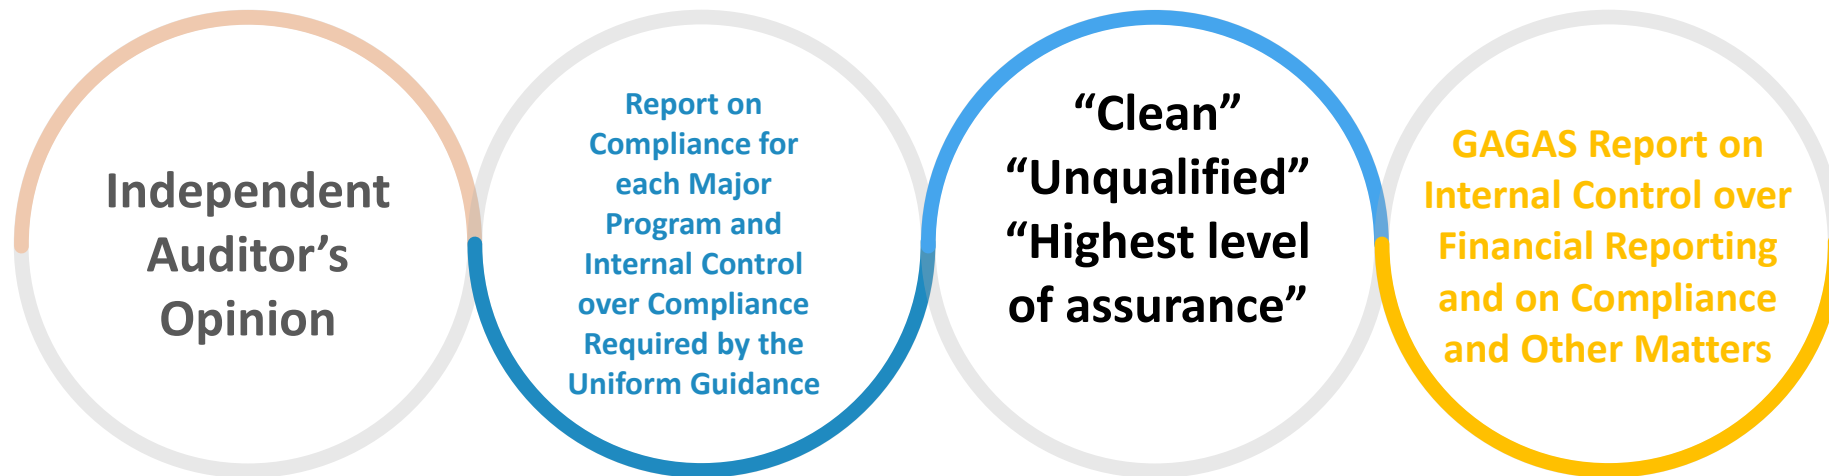 Independent
Auditor’s
Opinion
Report on
Compliance for
each Major
Program and
Internal Control
over Compliance
Required by the
Uniform Guidance
“Clean”
“Unqualified”
“Highest level
of assurance”
GAGAS Report on
Internal Control over
Financial Reporting
and on Compliance
and Other Matters